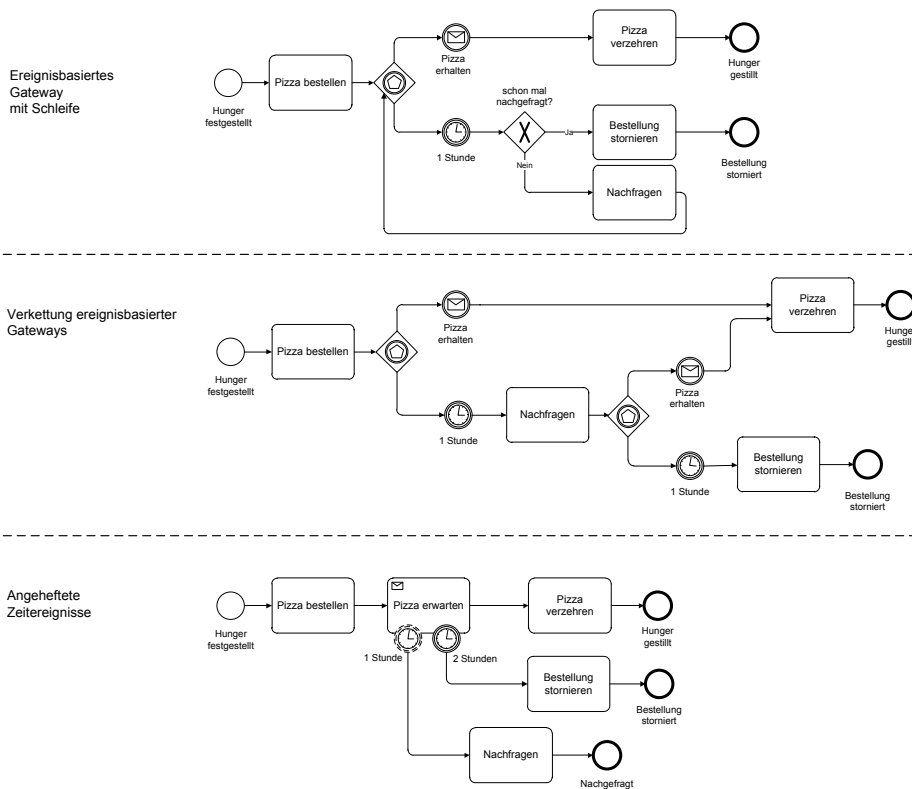 Ereignisbasiertes
Gateway
mit Schleife
Hunger
festgestellt
Pizza bestellen
Pizza
erhalten
Pizza
verzehren
Hunger
gestillt
schon mal
nachgefragt?
1 Stunde
Ja
Bestellung
stornieren
Bestellung
storniert
Nein
Nachfragen
Verkettung ereignisbasierter
Gateways
Hunger
festgestellt
Pizza bestellen
Pizza
erhalten
Pizza
verzehren
Hunger
gestillt
1 Stunde
Nachfragen
Pizza
erhalten
1 Stunde
Bestellung
stornieren
Bestellung
storniert
Angeheftete
Zeitereignisse
Hunger
festgestellt
Pizza bestellen
Pizza erwarten
Pizza
verzehren
Hunger
gestillt
1 Stunde
2 Stunden
Bestellung
stornieren
Bestellung
storniert
Nachfragen
Nachgefragt